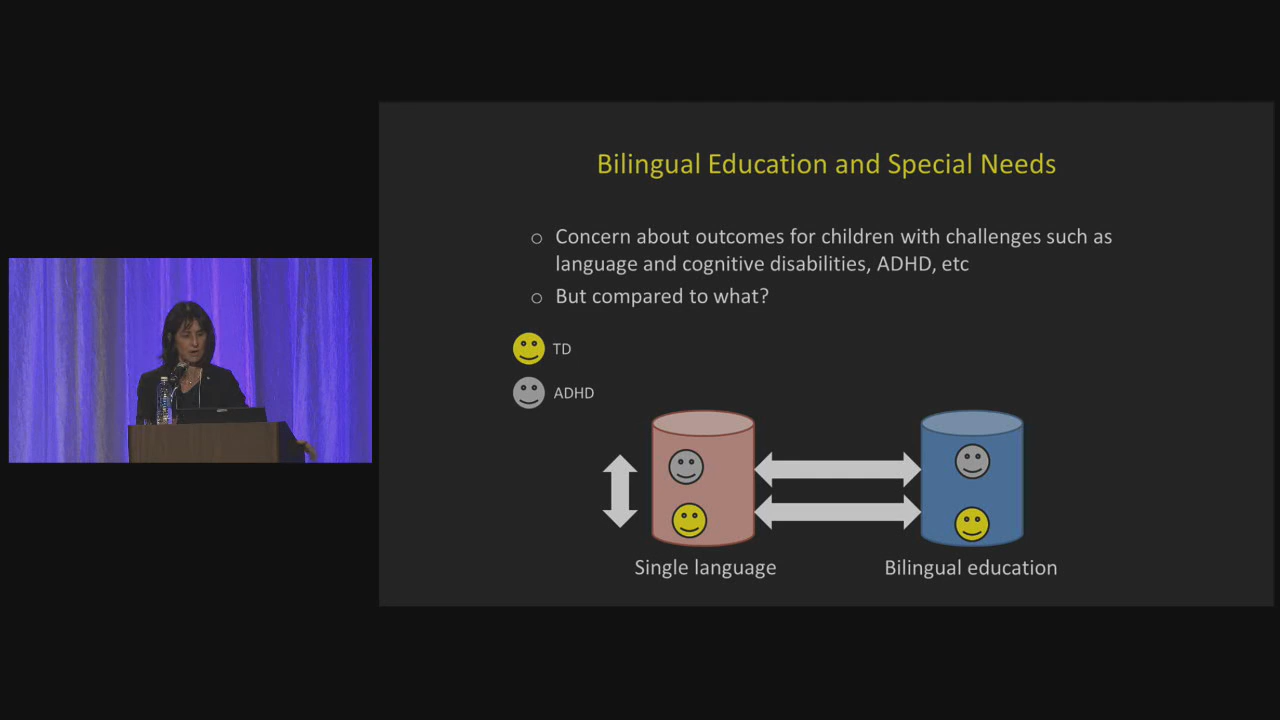 Bilingual Education and Special Needs
Concern about outcomes for children with challenges such as
language and cognitive disabilities, ADHD, etc
But compared to what?
TD
ADHD
Single language
Bilingual education